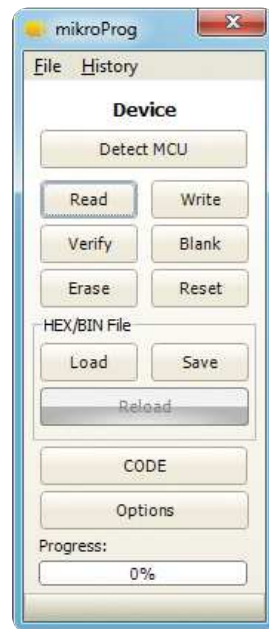 mikroProg
File History
Device
Detect MCU
Read Write
Verify Blank
Erase Reset
HEX/BIN File
Load Save
Reload
CODE
Options
Progress:
0%